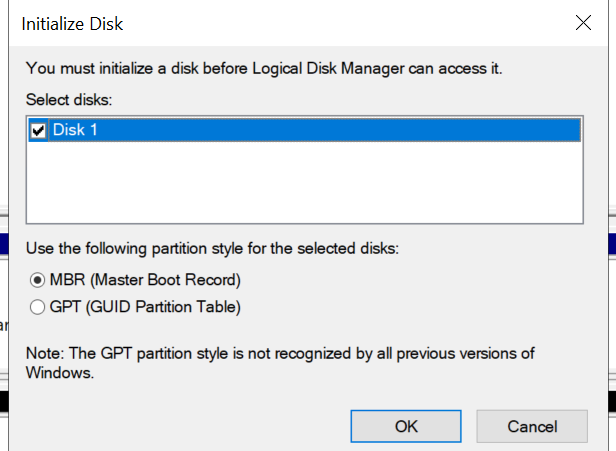 Initialize Disk
You must initialize a disk before Logical Disk Manager can access it.
Select disks:
Disk 1
Use the following partition style for the selected disks:
MBR (Master Boot Record)
GPT (GUID Partition Table)
Note: The GPT partition style is not recognized by all previous versions of
Windows.
OK
Cancel